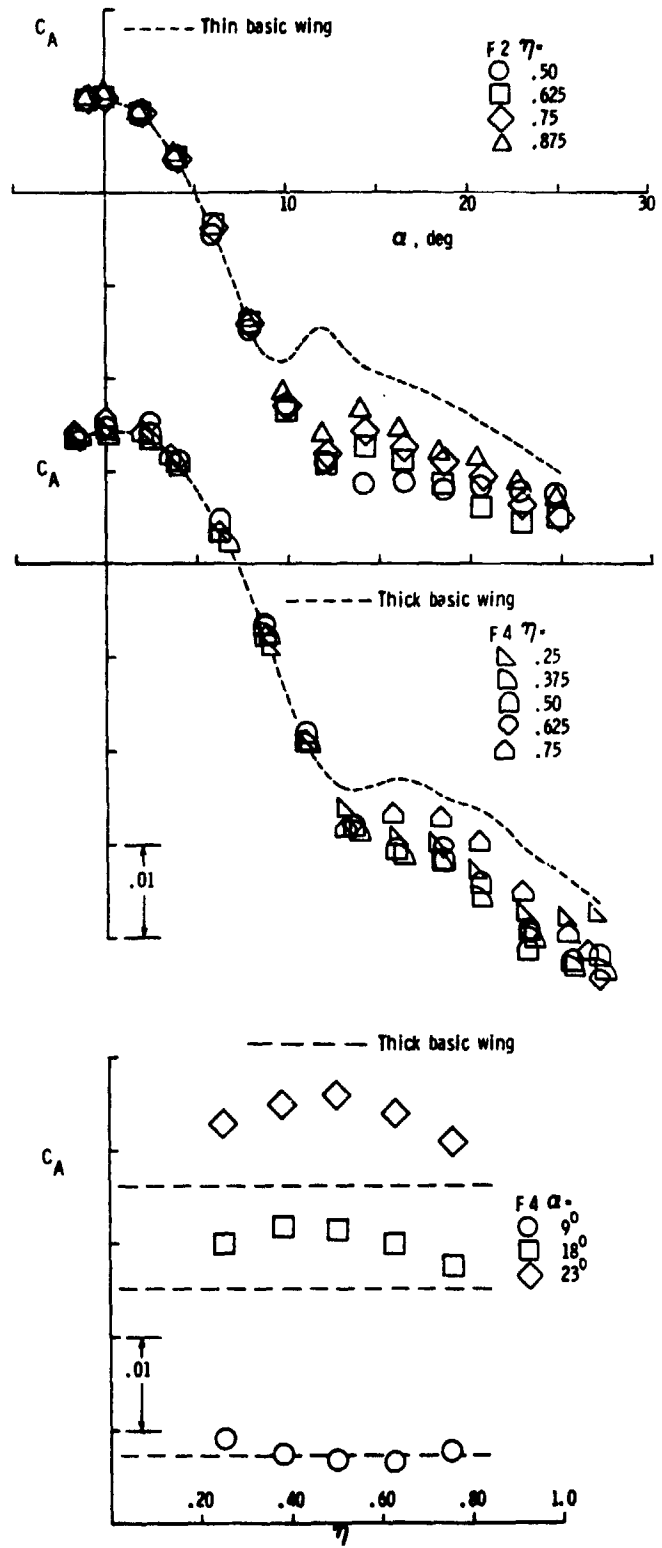 C_A
Thin basic wing
F2 η=
.50
.625
.75
.875
10 20 30
α, deg
C_A
Thick basic wing
F4 η=
.25
.375
.50
.625
.75
.01
Thick basic wing
C_A
F4 α=
9°
18°
23°
.01
.20 .40 .60 .80 1.0
η